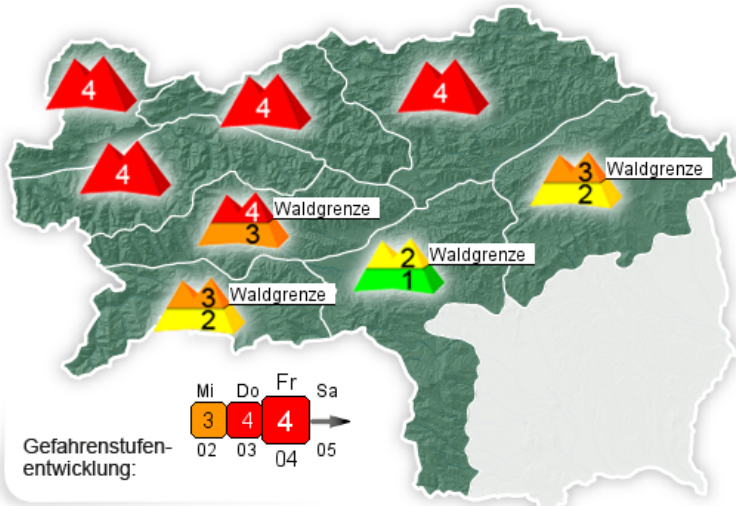 4
4
4
4
3 Waldgrenze
2
4 Waldgrenze
3
2 Waldgrenze
1
3 Waldgrenze
2
Mi Do Fr Sa
3 4 4
02 03 04 05
Gefahrenstufen-
entwicklung: